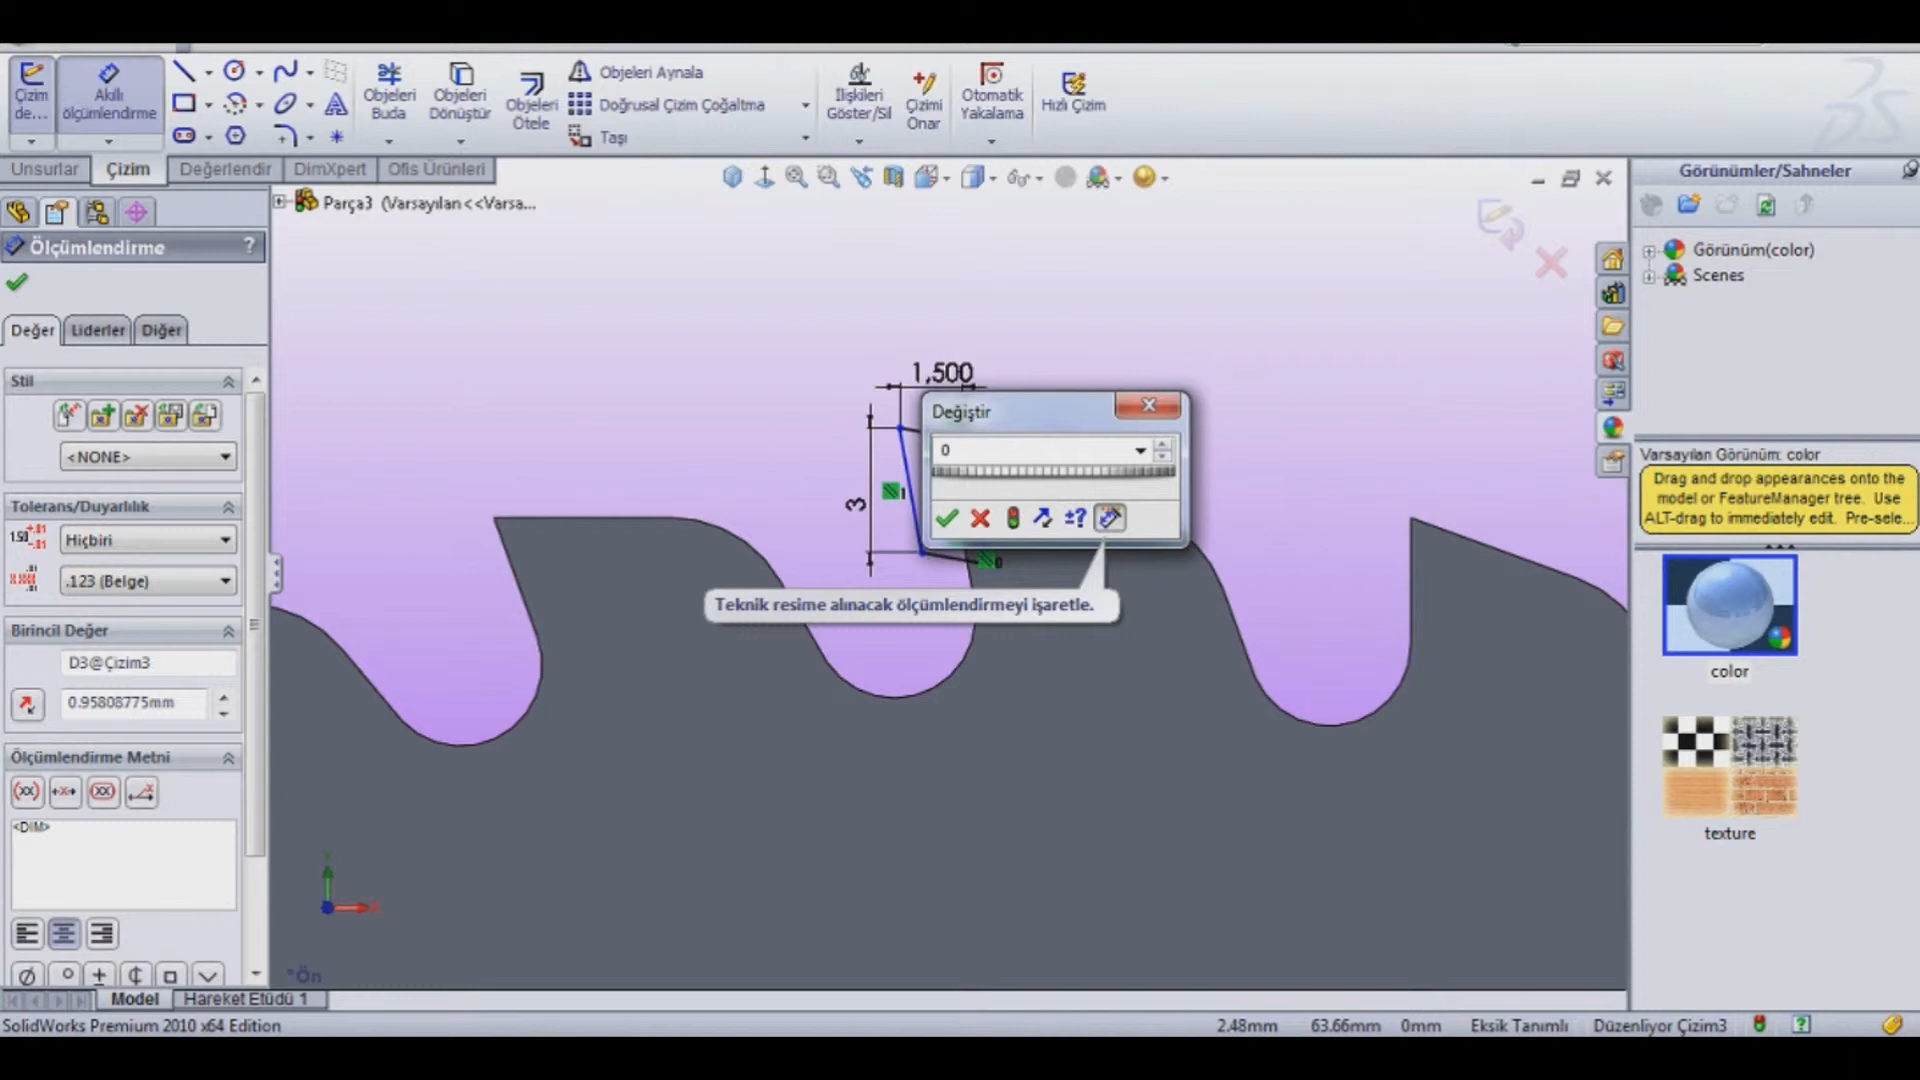 Çizim de...
Akıllı ölçümlendirme
Objeleri Buda
Objeleri Dönüştür
Objeleri Ötele
Objeleri Aynala
Doğrusal Çizim Çoğaltma
Taşı
İlişkileri Göster/Sil
Çizimi Onar
Otomatik Yakalama
Hızlı Çizim
Unsurlar
Çizim
Değerlendir
DimXpert
Ofis Ürünleri
Parça3 (Varsayılan<<Varsa...
Ölçümlendirme
?
Değer
Liderler
Diğer
Stil
<NONE>
Tolerans/Duyarlılık
Hiçbiri
.123 (Belge)
Birincil Değer
D3@Çizim3
0.95808775mm
Ölçümlendirme Metni
<DIM>
1,500
3
Değiştir
0
±?
Teknik resime alınacak ölçümlendirmeyi işaretle.
*Ön
Y
X
Görünümler/Sahneler
Görünüm(color)
Scenes
Varsayılan Görünüm: color
Drag and drop appearances onto the
model or FeatureManager tree. Use
ALT-drag to immediately edit. Pre-sele...
color
texture
Model
Hareket Etüdü 1
SolidWorks Premium 2010 x64 Edition
2.48mm
63.66mm
0mm
Eksik Tanımlı
Düzenliyor Çizim3